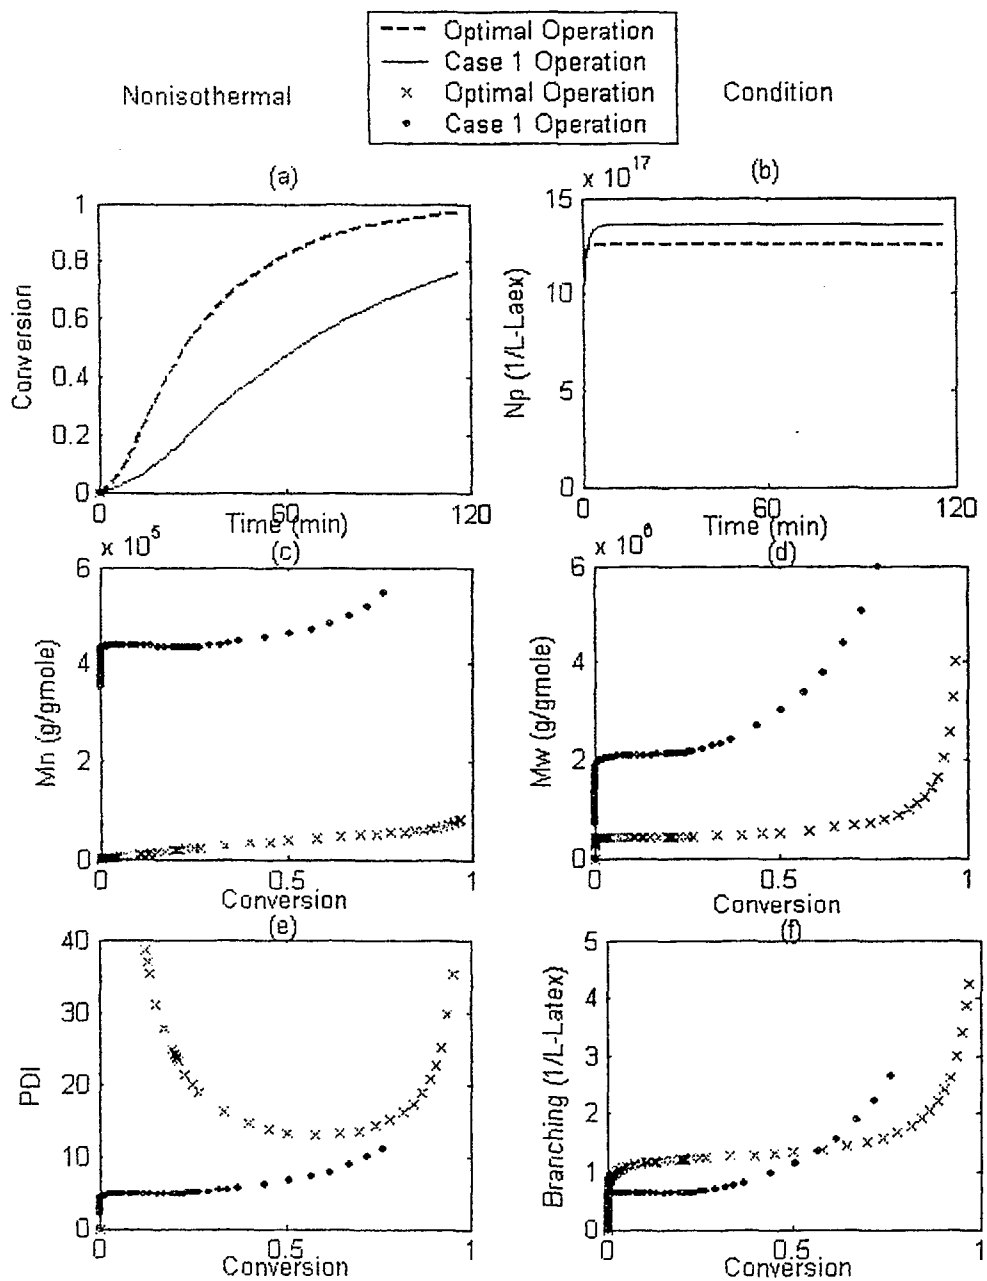 Optimal Operation
Case 1 Operation
Optimal Operation
Case 1 Operation
Nonisothermal
Condition
(a)
1
0.8
0.6
0.4
0.2
0
Conversion
0
60
120
Time (min)
x 10^17
(b)
15
10
5
0
Np (1/L-Laex)
0
60
120
Time (min)
x 10^5
(c)
6
4
2
0
Mn (g/gmole)
0
0.5
1
Conversion
x 10^6
(d)
6
4
2
0
Mw (g/gmole)
0
0.5
1
Conversion
(e)
40
30
20
10
0
PDI
0
0.5
1
Conversion
(f)
5
4
3
2
1
0
Branching (1/L-Latex)
0
0.5
1
Conversion